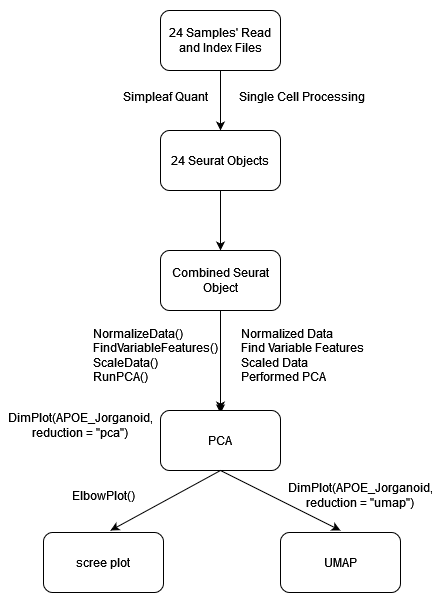 24 Samples' Read
and Index Files
Simpleaf Quant
Single Cell Processing
24 Seurat Objects
Combined Seurat
Object
NormalizeData()
FindVariableFeatures()
ScaleData()
RunPCA()
Normalized Data
Find Variable Features
Scaled Data
Performed PCA
DimPlot(APOE_Jorganoid,
reduction = "pca")
PCA
ElbowPlot()
DimPlot(APOE_Jorganoid,
reduction = "umap")
scree plot
UMAP